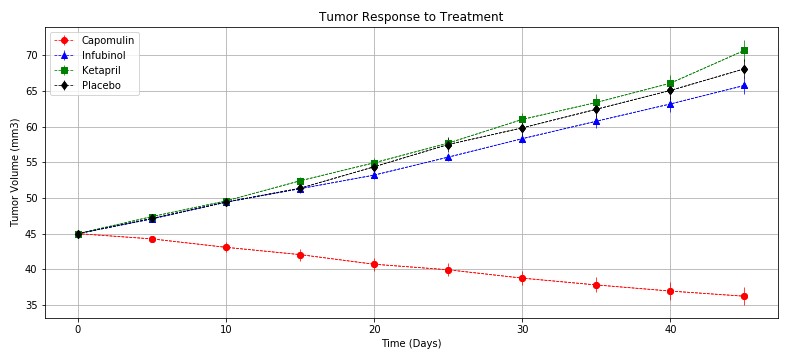 Tumor Response to Treatment
Capomulin
Infubinol
Ketapril
Placebo
Tumor Volume (mm3)
70
65
60
55
50
45
40
35
0
10
20
30
40
Time (Days)